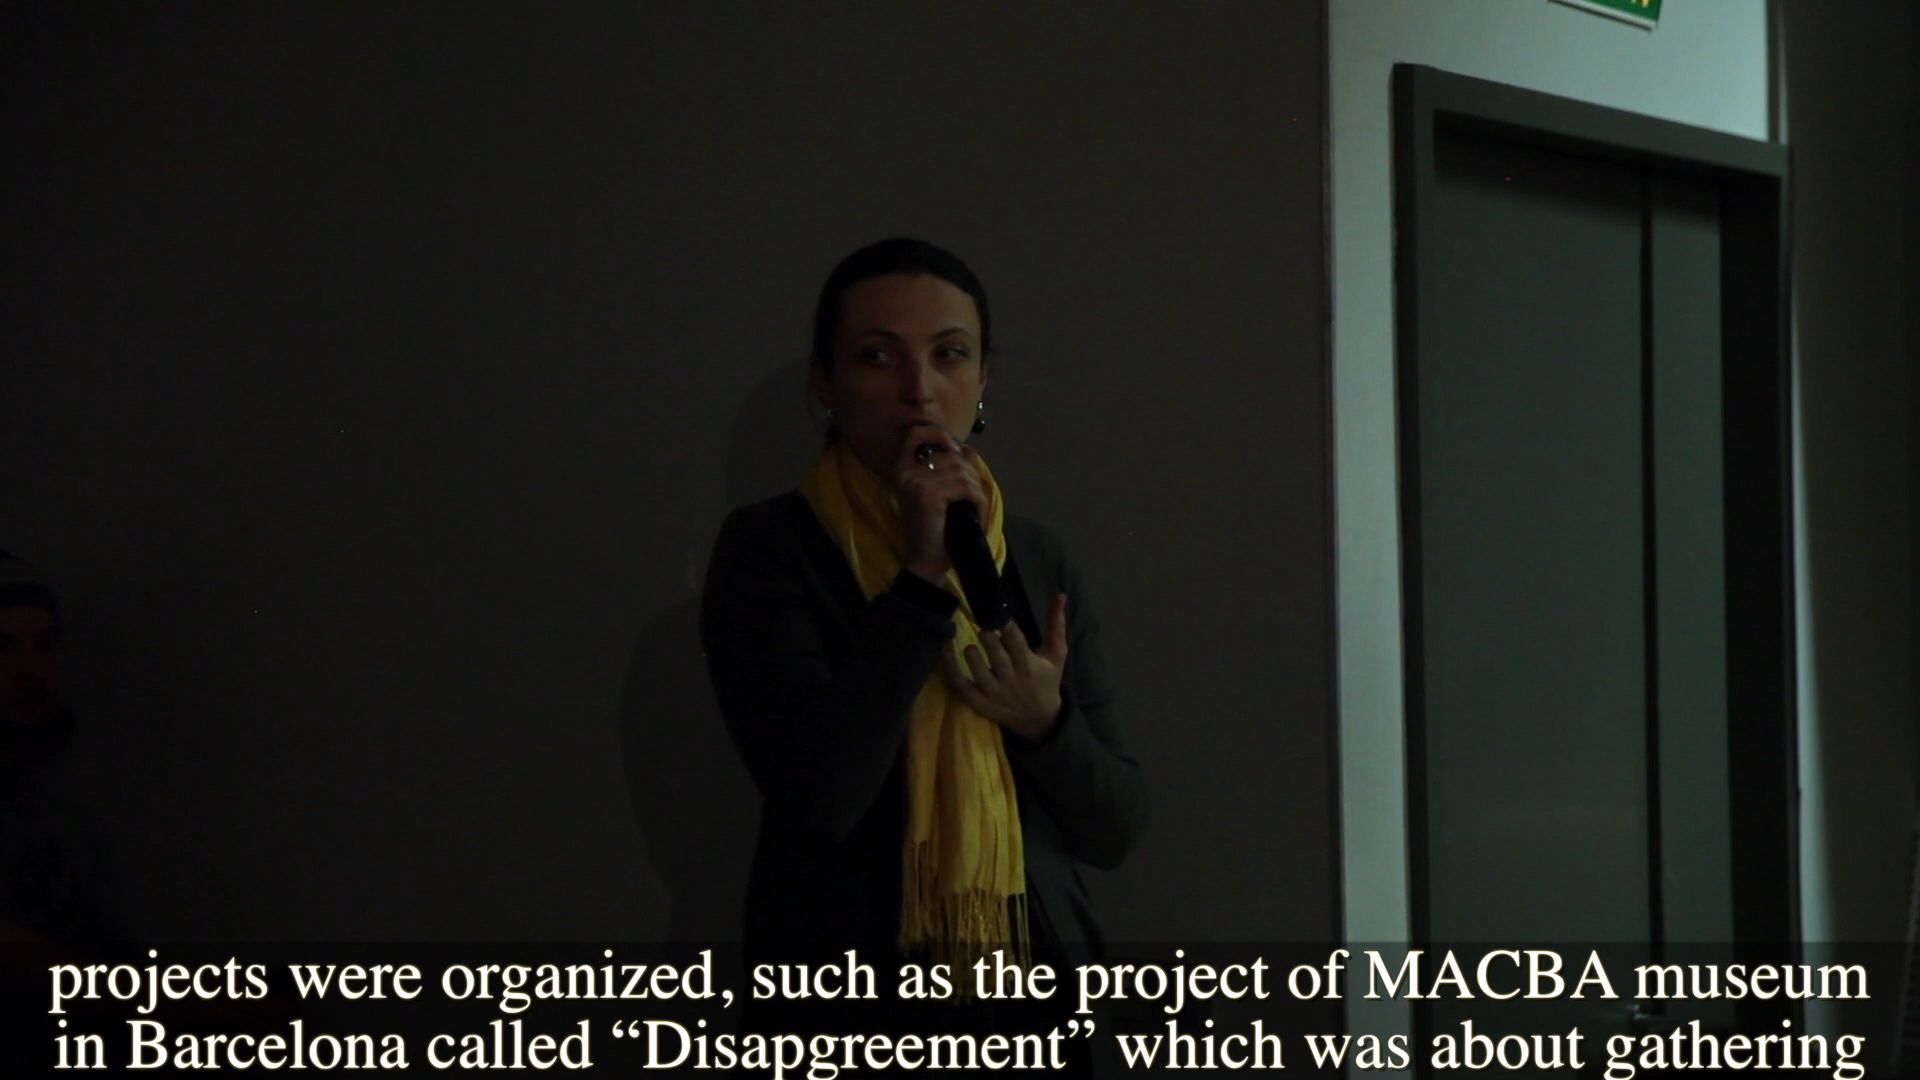 projects were organized, such as the project of MACBA museum
in Barcelona called “Disapgreement” which was about gathering